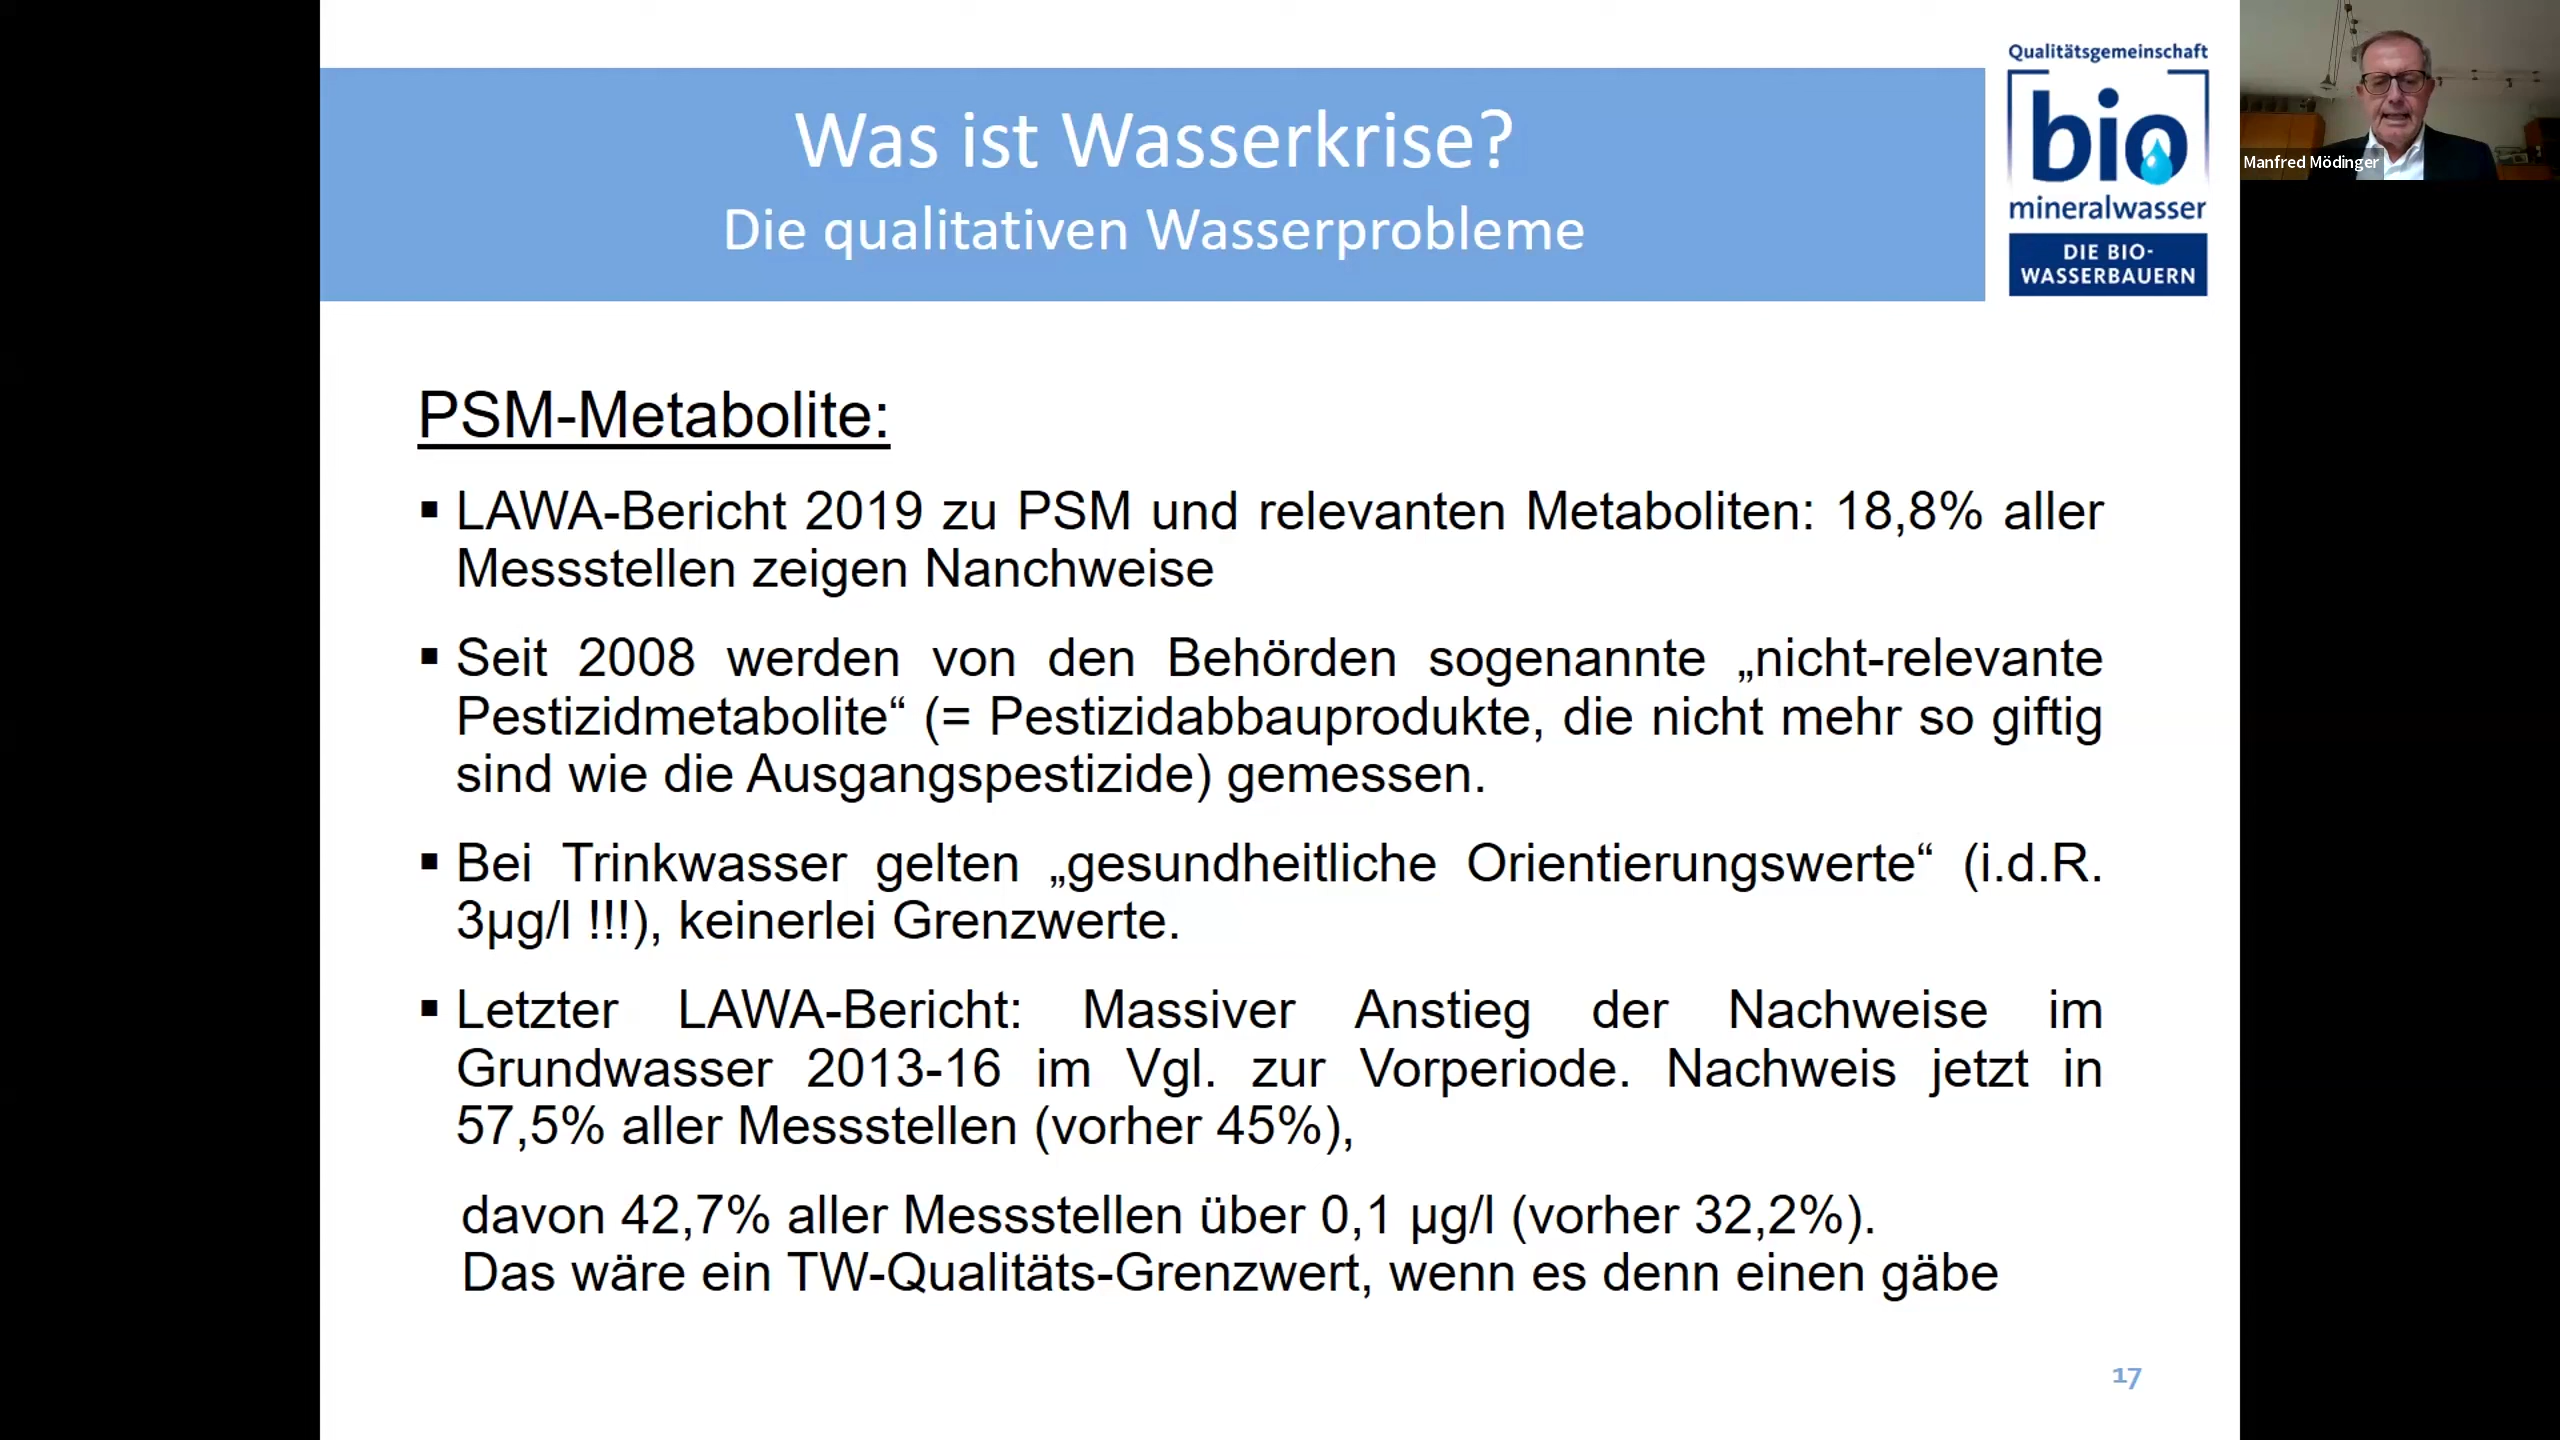 Was ist Wasserkrise?
Die qualitativen Wasserprobleme
Qualitätsgemeinschaft
bio
mineralwasser
DIE BIO-
WASSERBAUERN
Manfred Mödinger
PSM-Metabolite:
▪ LAWA-Bericht 2019 zu PSM und relevanten Metaboliten: 18,8% aller
Messstellen zeigen Nanchweise
▪ Seit 2008 werden von den Behörden sogenannte „nicht-relevante
Pestizidmetabolite“ (= Pestizidabbauprodukte, die nicht mehr so giftig
sind wie die Ausgangspestizide) gemessen.
▪ Bei Trinkwasser gelten „gesundheitliche Orientierungswerte“ (i.d.R.
3µg/l !!!), keinerlei Grenzwerte.
▪ Letzter LAWA-Bericht: Massiver Anstieg der Nachweise im
Grundwasser 2013-16 im Vgl. zur Vorperiode. Nachweis jetzt in
57,5% aller Messstellen (vorher 45%),
davon 42,7% aller Messstellen über 0,1 µg/l (vorher 32,2%).
Das wäre ein TW-Qualitäts-Grenzwert, wenn es denn einen gäbe
17